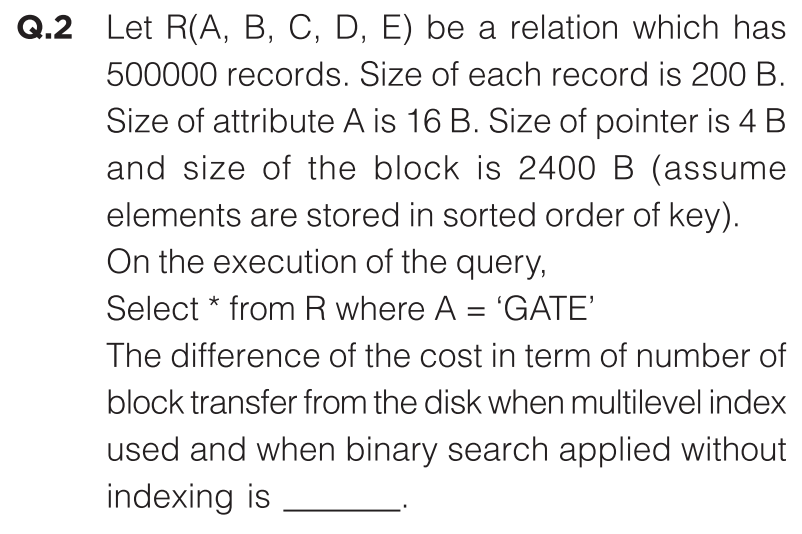 Q.2 Let R(A, B, C, D, E) be a relation which has
500000 records. Size of each record is 200 B.
Size of attribute A is 16 B. Size of pointer is 4 B
and size of the block is 2400 B (assume
elements are stored in sorted order of key).
On the execution of the query,
Select * from R where A = ‘GATE’
The difference of the cost in term of number of
block transfer from the disk when multilevel index
used and when binary search applied without
indexing is ________.